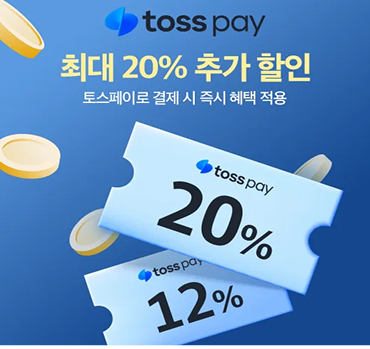 toss pay
최대 20% 추가 할인
토스페이로 결제 시 즉시 혜택 적용
toss pay
20%
toss pay
12%